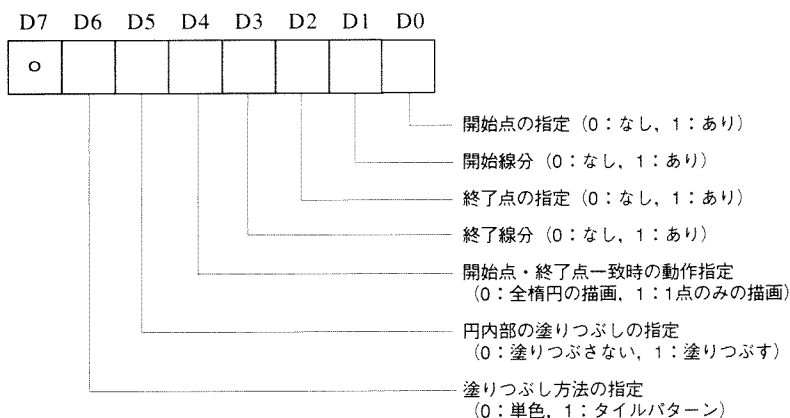 D7 D6 D5 D4 D3 D2 D1 D0
0
開始点の指定（0：なし，1：あり）
開始線分（0：なし，1：あり）
終了点の指定（0：なし，1：あり）
終了線分（0：なし，1：あり）
開始点・終了点一致時の動作指定
（0：全楕円の描画，1：1点のみの描画）
円内部の塗りつぶしの指定
（0：塗りつぶさない，1：塗りつぶす）
塗りつぶし方法の指定
（0：単色，1：タイルパターン）